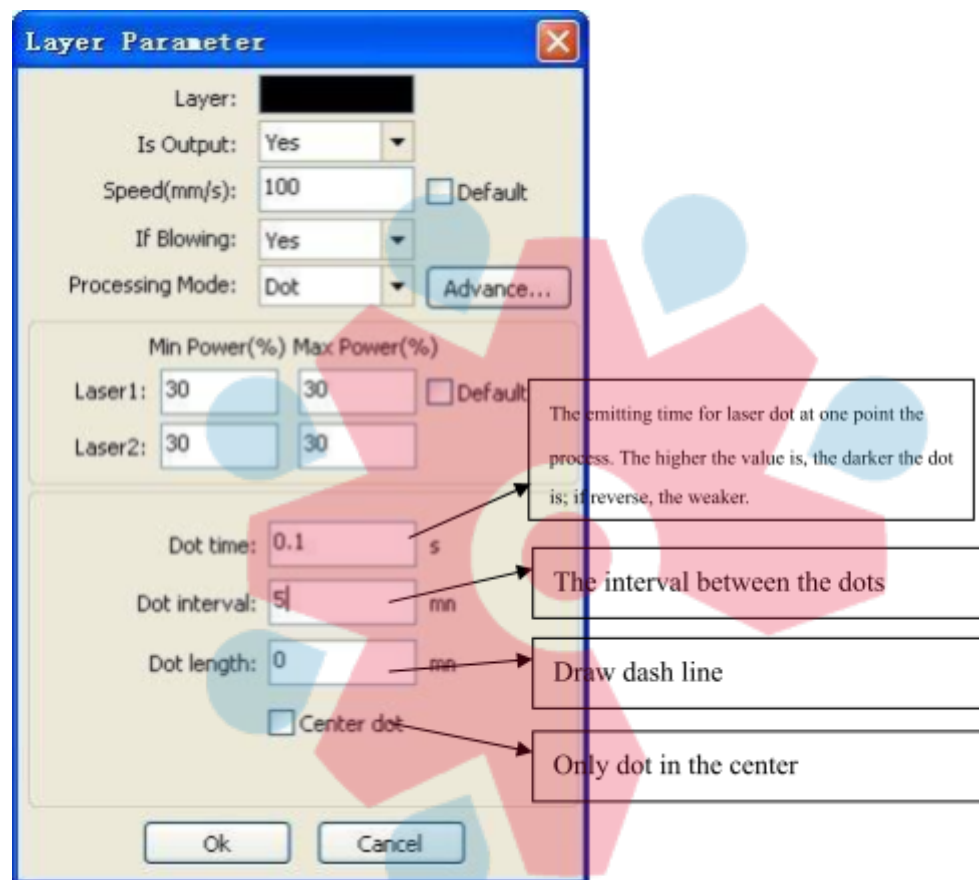 Layer Parameter
Layer:
Is Output: Yes
Speed(mm/s): 100 Default
If Blowing: Yes
Processing Mode: Dot Advance...
Min Power(%) Max Power(%)
Laser1: 30 30 Default
Laser2: 30 30
The emitting time for laser dot at one point the
process. The higher the value is, the darker the dot
is; if reverse, the weaker.
Dot time: 0.1 s
Dot interval: 5 mn
The interval between the dots
Dot length: 0 mn
Draw dash line
Center dot
Only dot in the center
Ok Cancel